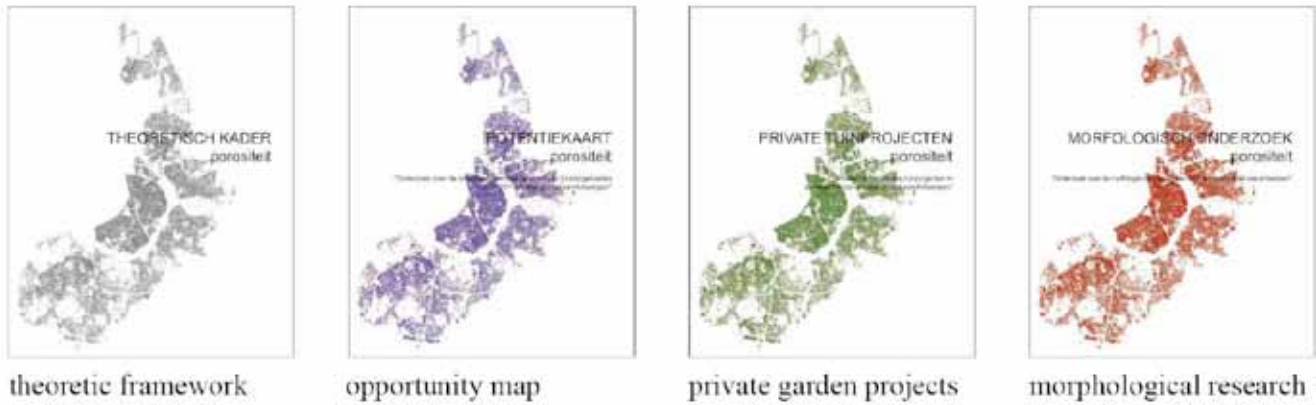 THEORETISCH KADER
porositeit
POTENTIEKAART
porositeit
PRIVATE TUINPROJECTEN
porositeit
MORFOLOGISCH ONDERZOEK
porositeit
theoretic framework
opportunity map
private garden projects
morphological research